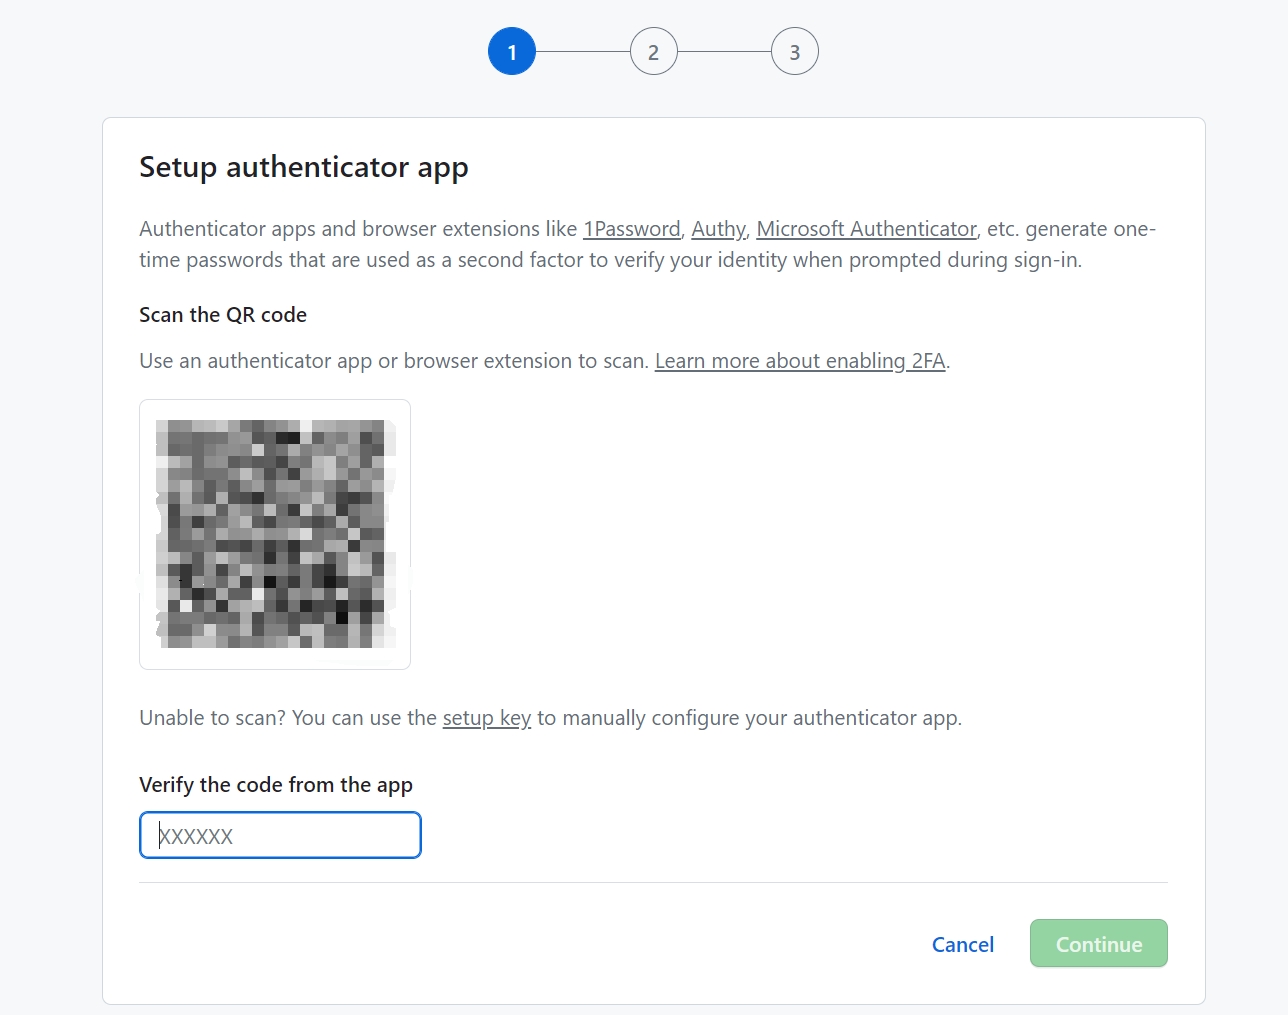 1 2 3
Setup authenticator app
Authenticator apps and browser extensions like 1Password, Authy, Microsoft Authenticator, etc. generate one-
time passwords that are used as a second factor to verify your identity when prompted during sign-in.
Scan the QR code
Use an authenticator app or browser extension to scan. Learn more about enabling 2FA.
Unable to scan? You can use the setup key to manually configure your authenticator app.
Verify the code from the app
XXXXXX
Cancel Continue